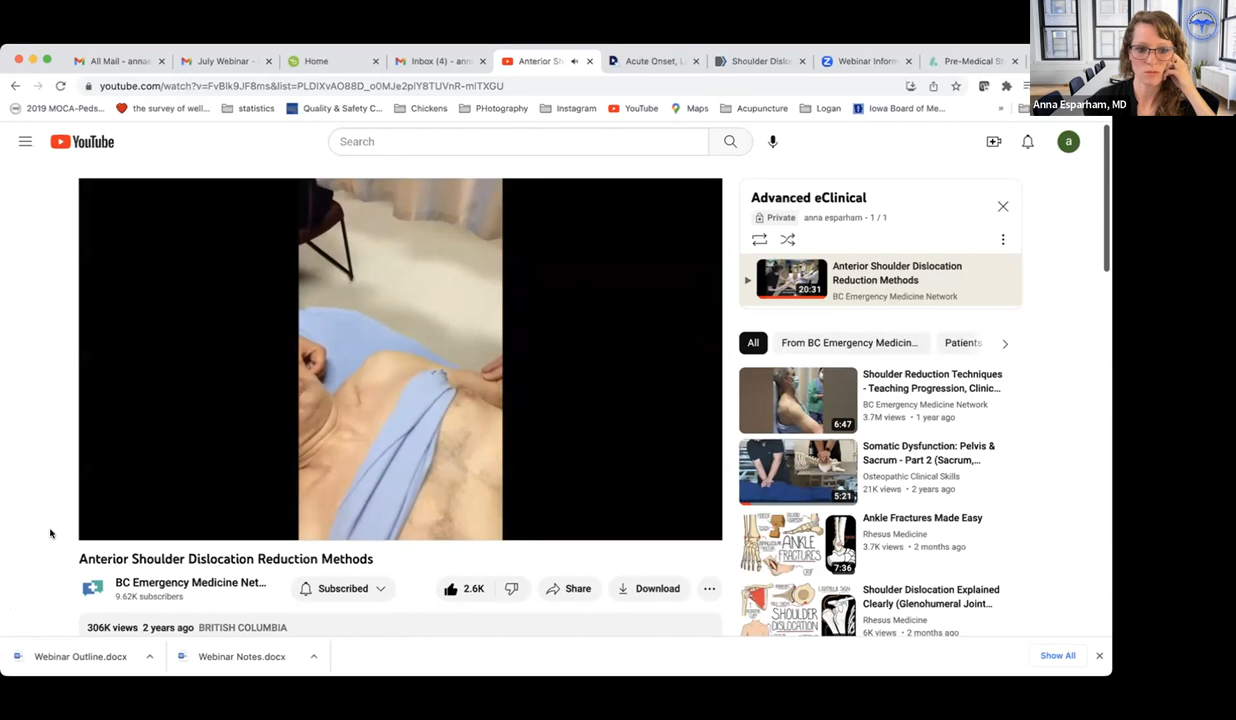 All Mail - annae
July Webinar -
Home
Inbox (4) - anna
Anterior Sh
Acute Onset, L
Shoulder Disloc
Webinar Inform
Pre-Medical St
Anna Esparham, MD
youtube.com/watch?v=FvBlk9JF8ms&list=PLDIXvAO88D_o0MJe2plY8TUVnR-mITXGU
2019 MOCA-Peds...
the survey of well...
statistics
Quality & Safety C...
Chickens
PHotography
Instagram
YouTube
Maps
Acupuncture
Logan
Iowa Board of Me...
»
YouTube
Search
a
Advanced eClinical
Private anna esparham - 1 / 1
Anterior Shoulder Dislocation
Reduction Methods
20:31
BC Emergency Medicine Network
All
From BC Emergency Medicin...
Patients
Shoulder Reduction Techniques
- Teaching Progression, Clinic...
BC Emergency Medicine Network
3.7M views • 1 year ago
6:47
Somatic Dysfunction: Pelvis &
Sacrum - Part 2 (Sacrum,...
Osteopathic Clinical Skills
21K views • 2 years ago
5:21
Ankle Fractures Made Easy
Rhesus Medicine
3.7K views • 2 months ago
ANKLE
FRACTURES
7:36
Shoulder Dislocation Explained
Clearly (Glenohumeral Joint...
Rhesus Medicine
6K views • 2 months ago
SHOULDER
DISLOCATION
Anterior Shoulder Dislocation Reduction Methods
BC Emergency Medicine Net...
9.62K subscribers
Subscribed
2.6K
Share
Download
306K views 2 years ago BRITISH COLUMBIA
Webinar Outline.docx
Webinar Notes.docx
Show All